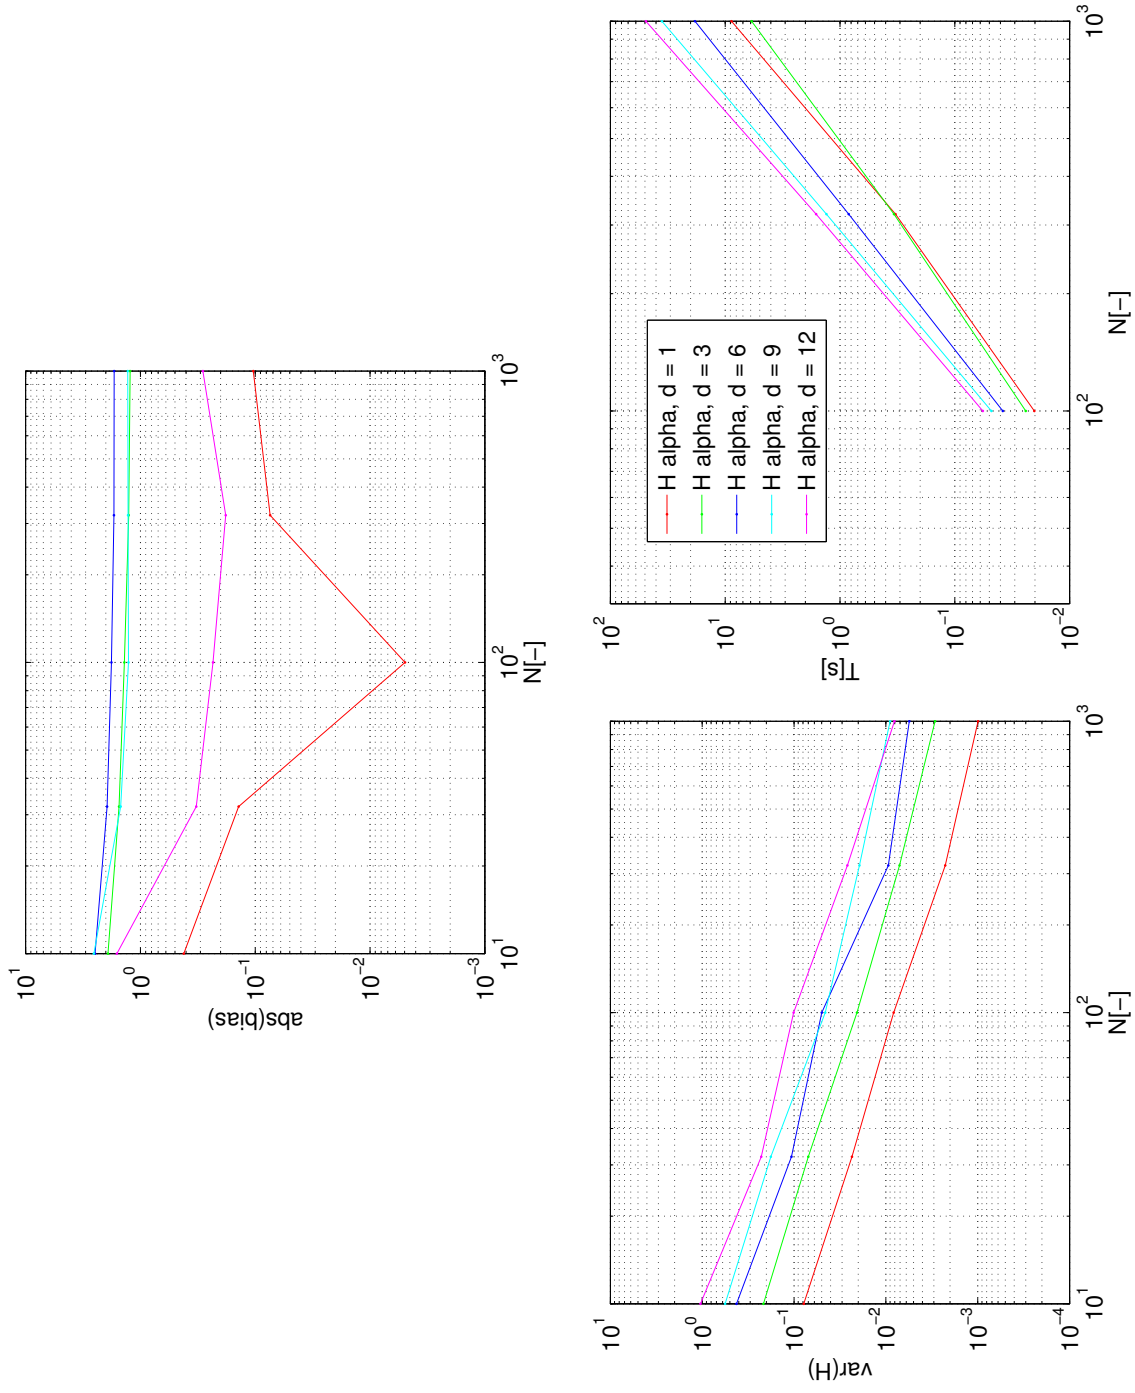 10^1
10^0
10^-1
10^-2
10^-3
abs(bias)
10^1
10^2
10^3
N[-]
10^1
10^0
10^-1
10^-2
10^-3
10^-4
var(H)
10^1
10^2
10^3
N[-]
10^2
10^1
10^0
10^-1
10^-2
T[s]
10^2
10^3
N[-]
H alpha, d = 1
H alpha, d = 3
H alpha, d = 6
H alpha, d = 9
H alpha, d = 12